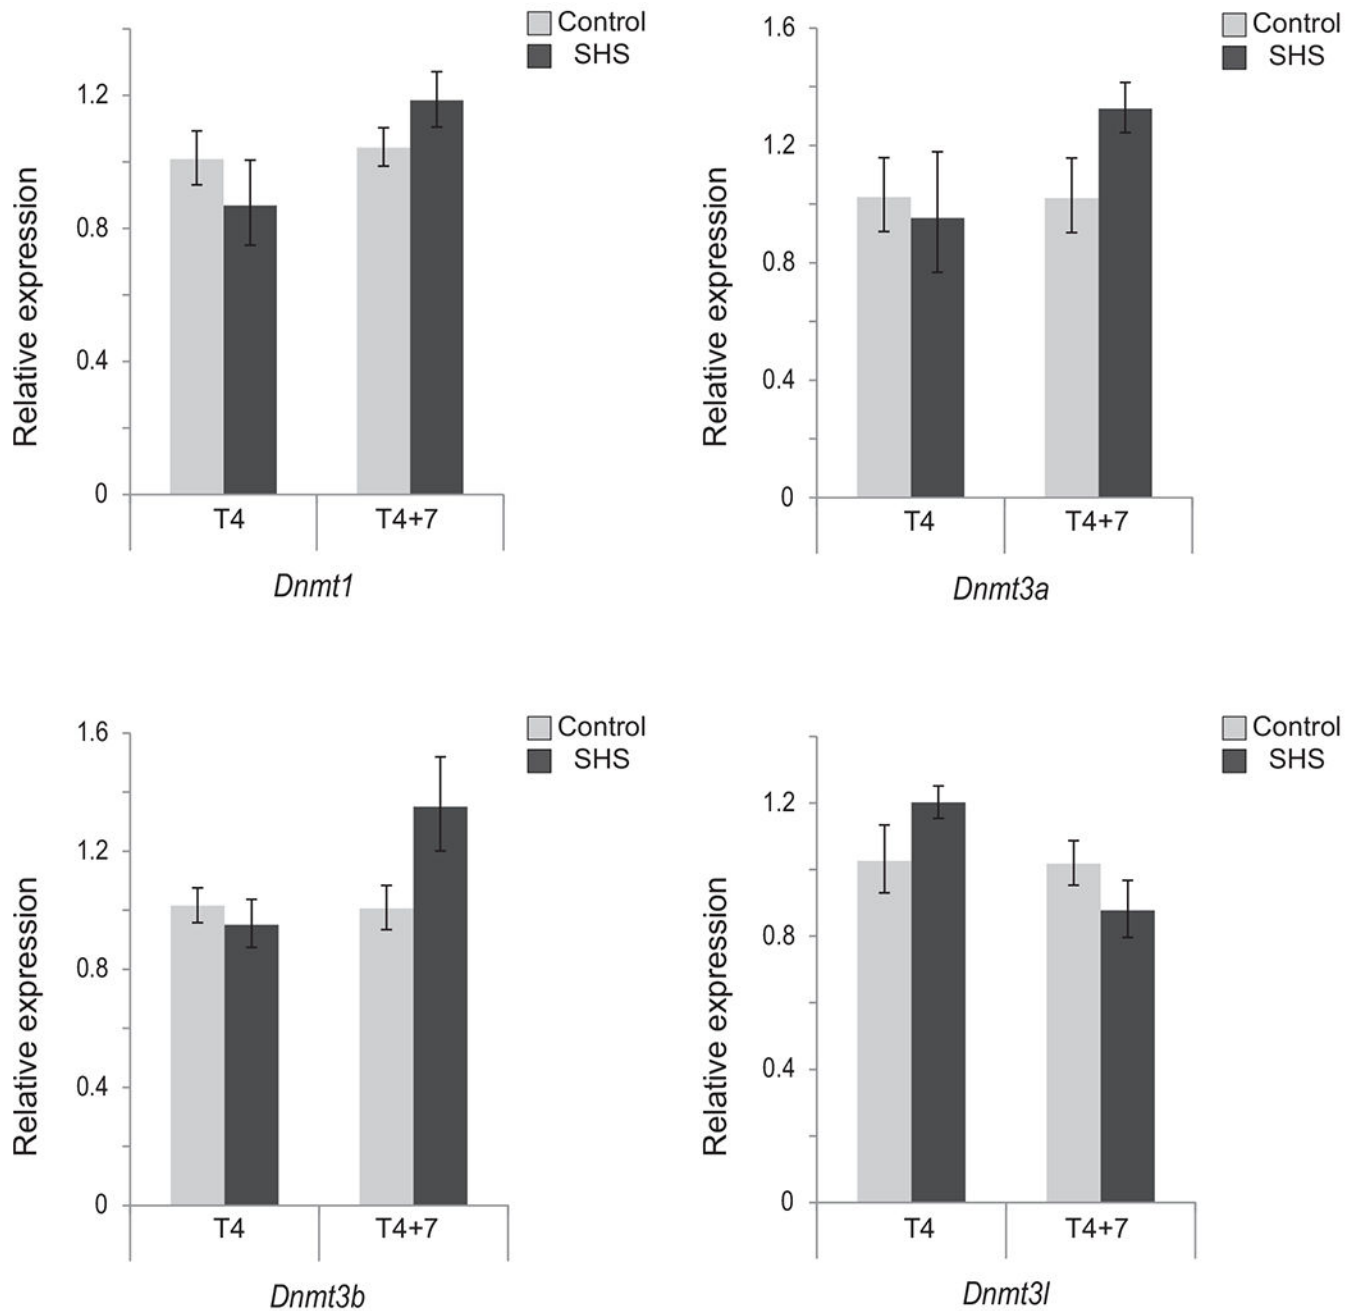 Control
SHS
1.2
0.8
0.4
0
Relative expression
T4
T4+7
Dnmt1
Control
SHS
1.6
1.2
0.8
0.4
0
Relative expression
T4
T4+7
Dnmt3a
Control
SHS
1.6
1.2
0.8
0.4
0
Relative expression
T4
T4+7
Dnmt3b
Control
SHS
1.2
0.8
0.4
0
Relative expression
T4
T4+7
Dnmt3l